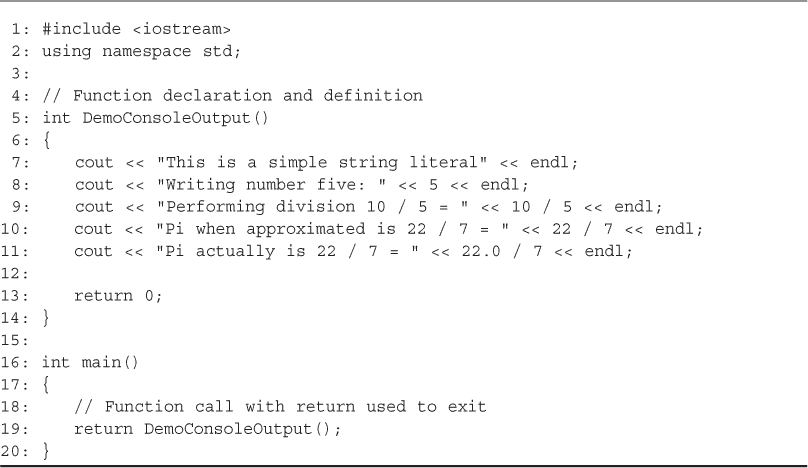 1: #include <iostream>
2: using namespace std;
3:
4: // Function declaration and definition
5: int DemoConsoleOutput()
6: {
7:    cout << "This is a simple string literal" << endl;
8:    cout << "Writing number five: " << 5 << endl;
9:    cout << "Performing division 10 / 5 = " << 10 / 5 << endl;
10:    cout << "Pi when approximated is 22 / 7 = " << 22 / 7 << endl;
11:    cout << "Pi actually is 22 / 7 = " << 22.0 / 7 << endl;
12:
13:    return 0;
14: }
15:
16: int main()
17: {
18:    // Function call with return used to exit
19:    return DemoConsoleOutput();
20: }